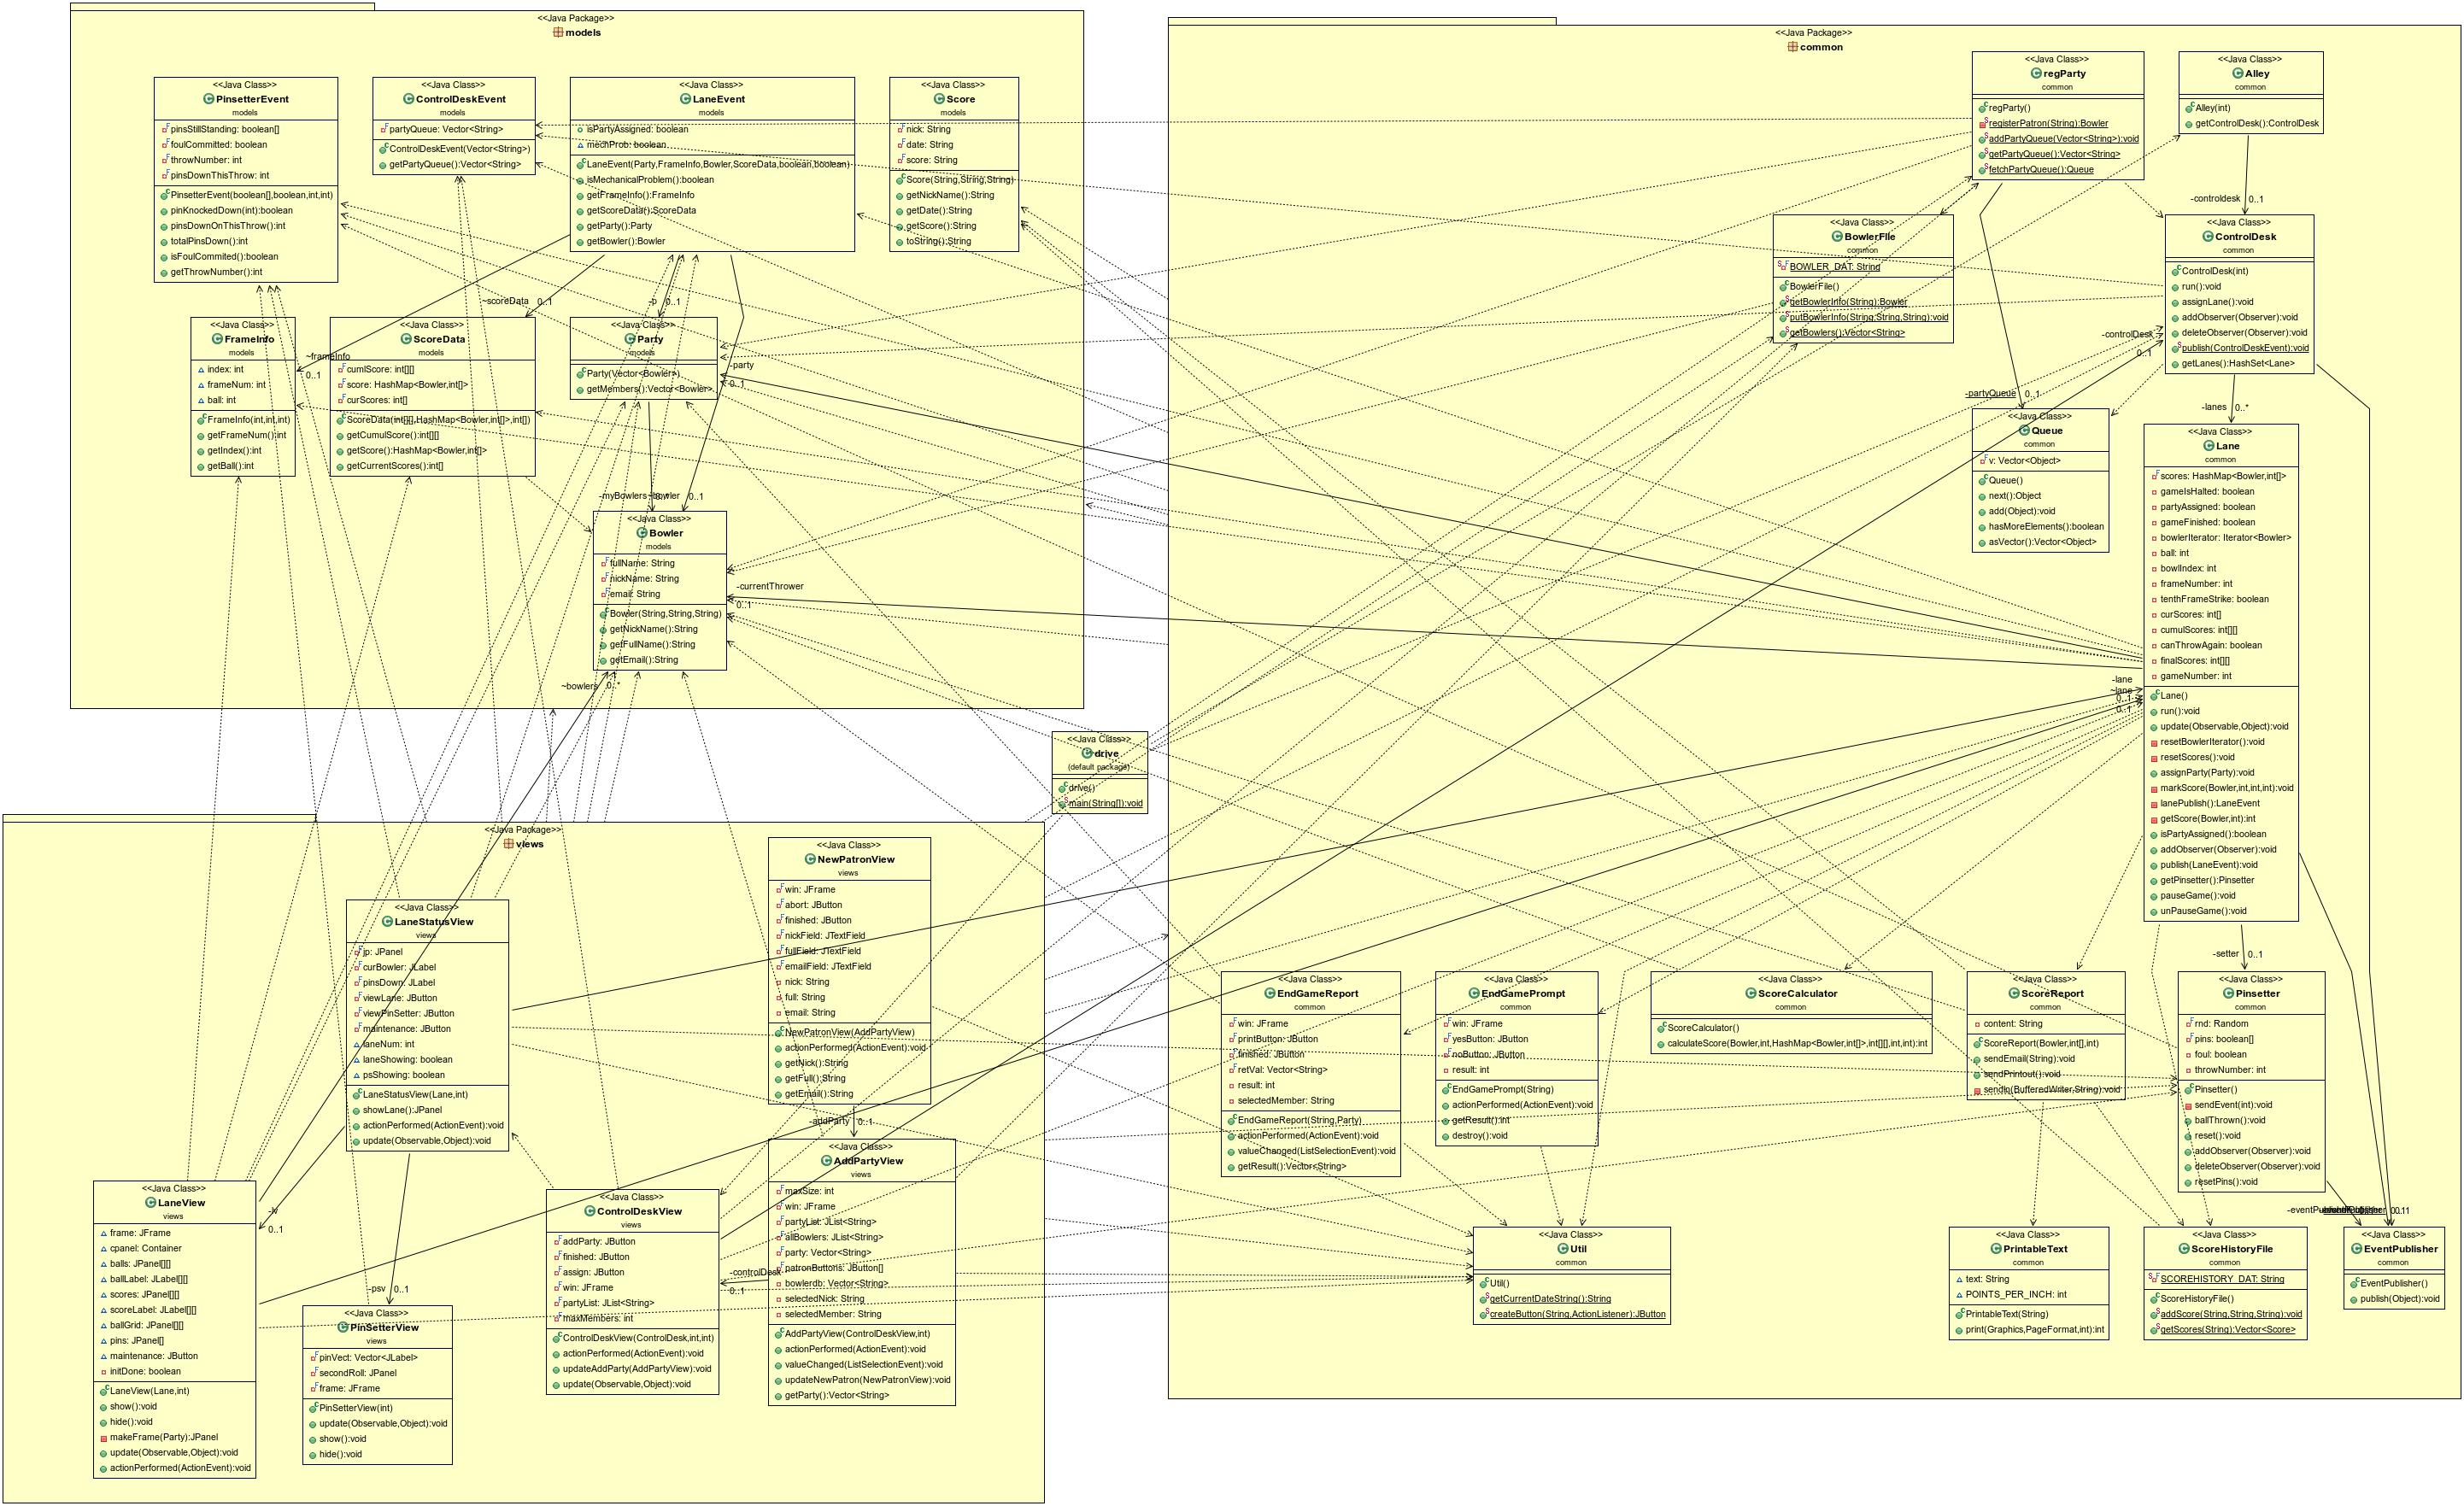 <<Java Package>>
models
<<Java Class>>
PinsetterEvent
models
pinsStillStanding: boolean[]
foulCommitted: boolean
throwNumber: int
pinsDownThisThrow: int
PinsetterEvent(boolean[],boolean,int,int)
pinKnockedDown(int):boolean
pinsDownOnThisThrow():int
totalPinsDown():int
isFoulCommited():boolean
getThrowNumber():int
<<Java Class>>
ControlDeskEvent
models
partyQueue: Vector<String>
ControlDeskEvent(Vector<String>)
getPartyQueue():Vector<String>
<<Java Class>>
LaneEvent
models
isPartyAssigned: boolean
mechProb: boolean
LaneEvent(Party,FrameInfo,Bowler,ScoreData,boolean,boolean)
isMechanicalProblem():boolean
getFrameInfo():FrameInfo
getScoreData():ScoreData
getParty():Party
getBowler():Bowler
<<Java Class>>
Score
models
nick: String
date: String
score: String
Score(String,String,String)
getNickName():String
getDate():String
getScore():String
toString():String
~scoreData 0..1
-p 0..1
~frameInfo
0..1
-party
0..1
<<Java Class>>
FrameInfo
models
index: int
frameNum: int
ball: int
FrameInfo(int,int,int)
getFrameNum():int
getIndex():int
getBall():int
<<Java Class>>
ScoreData
models
cumlScore: int[][]
score: HashMap<Bowler,int[]>
curScores: int[]
ScoreData(int[][],HashMap<Bowler,int[]>,int[])
getCumulScore():int[][]
getScore():HashMap<Bowler,int[]>
getCurrentScores():int[]
<<Java Class>>
Party
models
Party(Vector<Bowler>)
getMembers():Vector<Bowler>
-myBowlers
~bowler
0..1
<<Java Class>>
Bowler
models
fullName: String
nickName: String
email: String
Bowler(String,String,String)
getNickName():String
getFullName():String
getEmail():String
-currentThrower
0..1
~bowlers 0..*
<<Java Package>>
common
<<Java Class>>
regParty
common
regParty()
registerPatron(String):Bowler
addPartyQueue(Vector<String>):void
getPartyQueue():Vector<String>
fetchPartyQueue():Queue
<<Java Class>>
Alley
common
Alley(int)
getControlDesk():ControlDesk
-controldesk 0..1
<<Java Class>>
BowlerFile
common
BOWLER_DAT: String
BowlerFile()
getBowlerInfo(String):Bowler
putBowlerInfo(String,String,String):void
getBowlers():Vector<String>
<<Java Class>>
ControlDesk
common
ControlDesk(int)
run():void
assignLane():void
addObserver(Observer):void
deleteObserver(Observer):void
publish(ControlDeskEvent):void
getLanes():HashSet<Lane>
-controlDesk
0..1
-partyQueue 0..1
-lanes 0..*
<<Java Class>>
Queue
common
v: Vector<Object>
Queue()
next():Object
add(Object):void
hasMoreElements():boolean
asVector():Vector<Object>
<<Java Class>>
Lane
common
scores: HashMap<Bowler,int[]>
gameIsHalted: boolean
partyAssigned: boolean
gameFinished: boolean
bowlerIterator: Iterator<Bowler>
ball: int
bowlIndex: int
frameNumber: int
tenthFrameStrike: boolean
curScores: int[]
cumulScores: int[][]
canThrowAgain: boolean
finalScores: int[][]
gameNumber: int
Lane()
run():void
update(Observable,Object):void
resetBowlerIterator():void
resetScores():void
assignParty(Party):void
markScore(Bowler,int,int,int):void
lanePublish():LaneEvent
getScore(Bowler,int):int
isPartyAssigned():boolean
addObserver(Observer):void
publish(LaneEvent):void
getPinsetter():Pinsetter
pauseGame():void
unPauseGame():void
-lane
~lane
0..1
0..1
-setter 0..1
<<Java Class>>
drive
(default package)
drive()
main(String[]):void
<<Java Class>>
EndGameReport
common
win: JFrame
printButton: JButton
finished: JButton
retVal: Vector<String>
result: int
selectedMember: String
EndGameReport(String,Party)
actionPerformed(ActionEvent):void
valueChanged(ListSelectionEvent):void
getResult():Vector<String>
<<Java Class>>
EndGamePrompt
common
win: JFrame
yesButton: JButton
noButton: JButton
result: int
EndGamePrompt(String)
actionPerformed(ActionEvent):void
getResult():int
destroy():void
<<Java Class>>
ScoreCalculator
common
ScoreCalculator()
calculateScore(Bowler,int,HashMap<Bowler,int[]>,int[][],int,int):int
<<Java Class>>
ScoreReport
common
content: String
ScoreReport(Bowler,int[],int)
sendEmail(String):void
sendPrintout():void
sendln(BufferedWriter,String):void
<<Java Class>>
Pinsetter
common
rnd: Random
pins: boolean[]
foul: boolean
throwNumber: int
Pinsetter()
sendEvent(int):void
ballThrown():void
reset():void
addObserver(Observer):void
deleteObserver(Observer):void
resetPins():void
<<Java Class>>
Util
common
Util()
getCurrentDateString():String
createButton(String,ActionListener):JButton
<<Java Class>>
PrintableText
common
text: String
POINTS_PER_INCH: int
PrintableText(String)
print(Graphics,PageFormat,int):int
<<Java Class>>
ScoreHistoryFile
common
SCOREHISTORY_DAT: String
ScoreHistoryFile()
addScore(String,String,String):void
getScores(String):Vector<Score>
<<Java Class>>
EventPublisher
common
EventPublisher()
publish(Object):void
<<Java Package>>
views
<<Java Class>>
NewPatronView
views
win: JFrame
abort: JButton
finished: JButton
nickField: JTextField
fullField: JTextField
emailField: JTextField
nick: String
full: String
email: String
NewPatronView(AddPartyView)
actionPerformed(ActionEvent):void
getNick():String
getFull():String
getEmail():String
-addParty 0..1
<<Java Class>>
LaneStatusView
views
jp: JPanel
curBowler: JLabel
pinsDown: JLabel
viewLane: JButton
viewPinSetter: JButton
maintenance: JButton
laneNum: int
laneShowing: boolean
psShowing: boolean
LaneStatusView(Lane,int)
showLane():JPanel
actionPerformed(ActionEvent):void
update(Observable,Object):void
-lv
0..1
-psv 0..1
<<Java Class>>
LaneView
views
frame: JFrame
cpanel: Container
balls: JPanel[][]
ballLabel: JLabel[][]
scores: JPanel[][]
scoreLabel: JLabel[][]
ballGrid: JPanel[][]
pins: JPanel[]
maintenance: JButton
initDone: boolean
LaneView(Lane,int)
show():void
hide():void
makeFrame(Party):JPanel
update(Observable,Object):void
actionPerformed(ActionEvent):void
<<Java Class>>
PinSetterView
views
pinVect: Vector<JLabel>
secondRoll: JPanel
frame: JFrame
PinSetterView(int)
update(Observable,Object):void
show():void
hide():void
<<Java Class>>
ControlDeskView
views
addParty: JButton
finished: JButton
assign: JButton
win: JFrame
partyList: JList<String>
maxMembers: int
ControlDeskView(ControlDesk,int,int)
actionPerformed(ActionEvent):void
updateAddParty(AddPartyView):void
update(Observable,Object):void
-controlDesk
0..1
<<Java Class>>
AddPartyView
views
maxSize: int
win: JFrame
partyList: JList<String>
allBowlers: JList<String>
party: Vector<String>
patronButtons: JButton[]
bowlerdb: Vector<String>
selectedNick: String
selectedMember: String
AddPartyView(ControlDeskView,int)
actionPerformed(ActionEvent):void
valueChanged(ListSelectionEvent):void
updateNewPatron(NewPatronView):void
getParty():Vector<String>